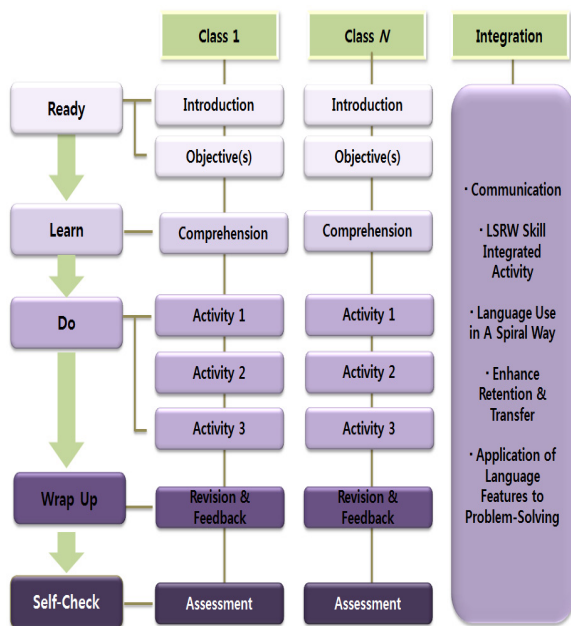 Class 1
Class N
Integration
Ready
Introduction
Introduction
Objective(s)
Objective(s)
Learn
Comprehension
Comprehension
Do
Activity 1
Activity 1
Activity 2
Activity 2
Activity 3
Activity 3
Wrap Up
Revision &
Feedback
Revision &
Feedback
Self-Check
Assessment
Assessment
· Communication
· LSRW Skill
Integrated
Activity
· Language Use
in A Spiral Way
· Enhance
Retention &
Transfer
· Application of
Language
Features to
Problem-Solving